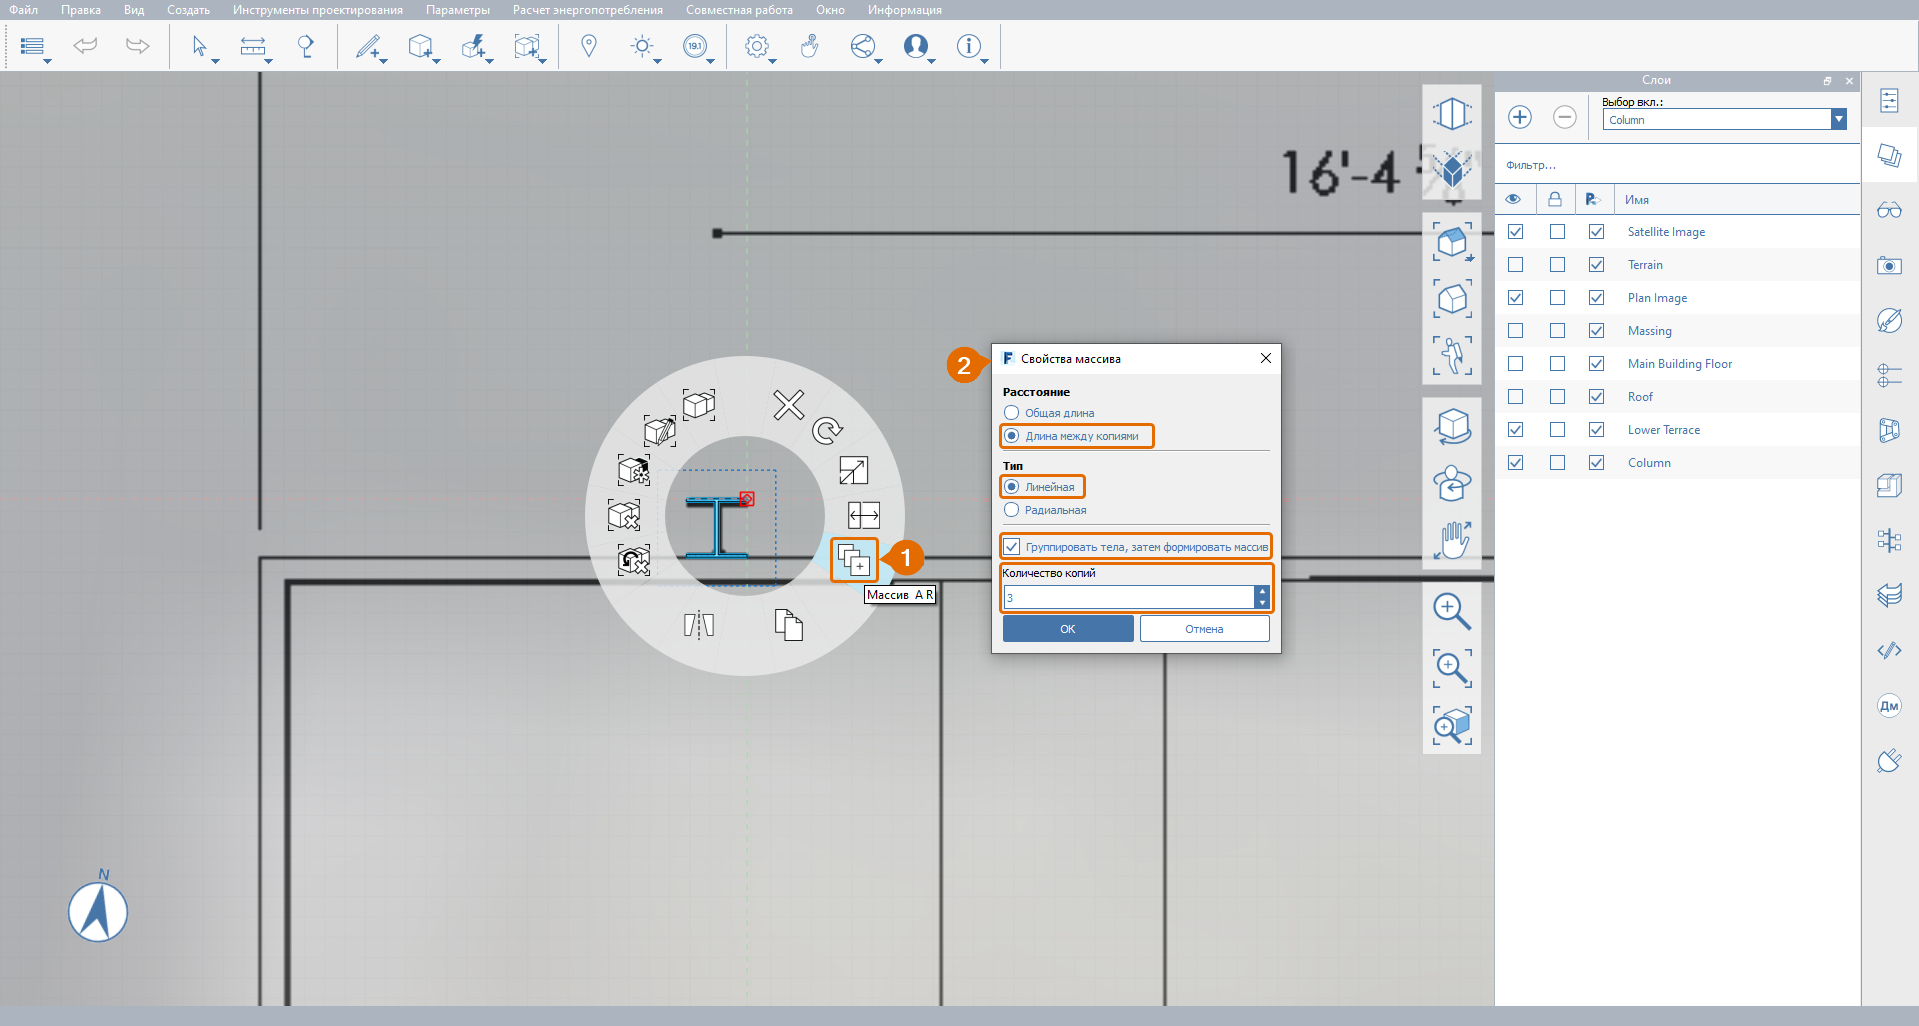 Файл Правка Вид Создать Инструменты проектирования Параметры Расчет энергопотребления Совместная работа Окно Информация
19.1
Слои
Выбор вкл.:
Column
Фильтр...
Имя
Satellite Image
Terrain
Plan Image
Massing
Main Building Floor
Roof
Lower Terrace
Column
16'-4
2
Свойства массива
Расстояние
Общая длина
Длина между копиями
Тип
Линейная
Радиальная
Группировать тела, затем формировать массив
Количество копий
3
OK
Отмена
1
Массив A R
Дм
N